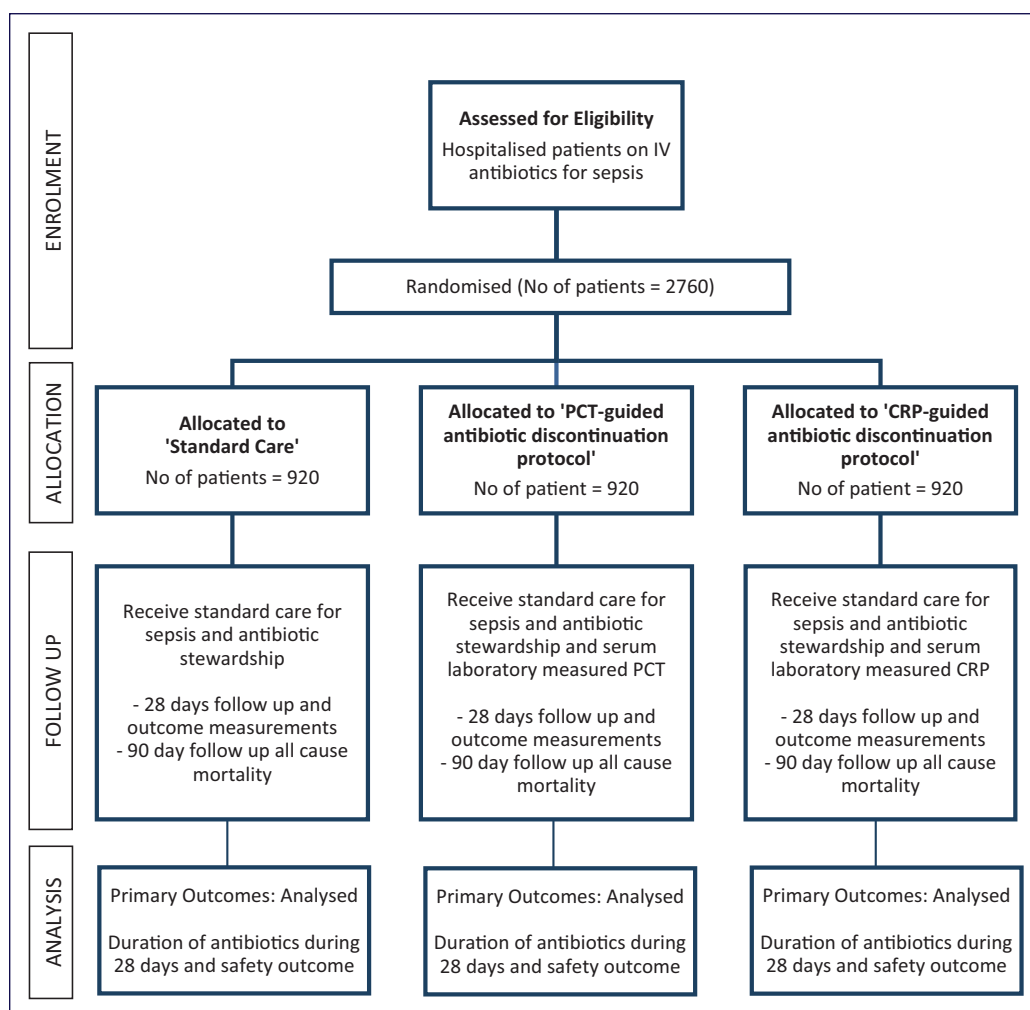 ENROLMENT
Assessed for Eligibility
Hospitalised patients on IV
antibiotics for sepsis
Randomised (No of patients = 2760)
ALLOCATION
Allocated to
'Standard Care'
No of patients = 920
Allocated to 'PCT-guided
antibiotic discontinuation
protocol'
No of patient = 920
Allocated to 'CRP-guided
antibiotic discontinuation
protocol'
No of patients = 920
FOLLOW UP
Receive standard care for
sepsis and antibiotic
stewardship
- 28 days follow up and
outcome measurements
- 90 day follow up all cause
mortality
Receive standard care for
sepsis and antibiotic
stewardship and serum
laboratory measured PCT
- 28 days follow up and
outcome measurements
- 90 day follow up all cause
mortality
Receive standard care for
sepsis and antibiotic
stewardship and serum
laboratory measured CRP
- 28 days follow up and
outcome measurements
- 90 day follow up all cause
mortality
ANALYSIS
Primary Outcomes: Analysed
Duration of antibiotics during
28 days and safety outcome
Primary Outcomes: Analysed
Duration of antibiotics during
28 days and safety outcome
Primary Outcomes: Analysed
Duration of antibiotics during
28 days and safety outcome